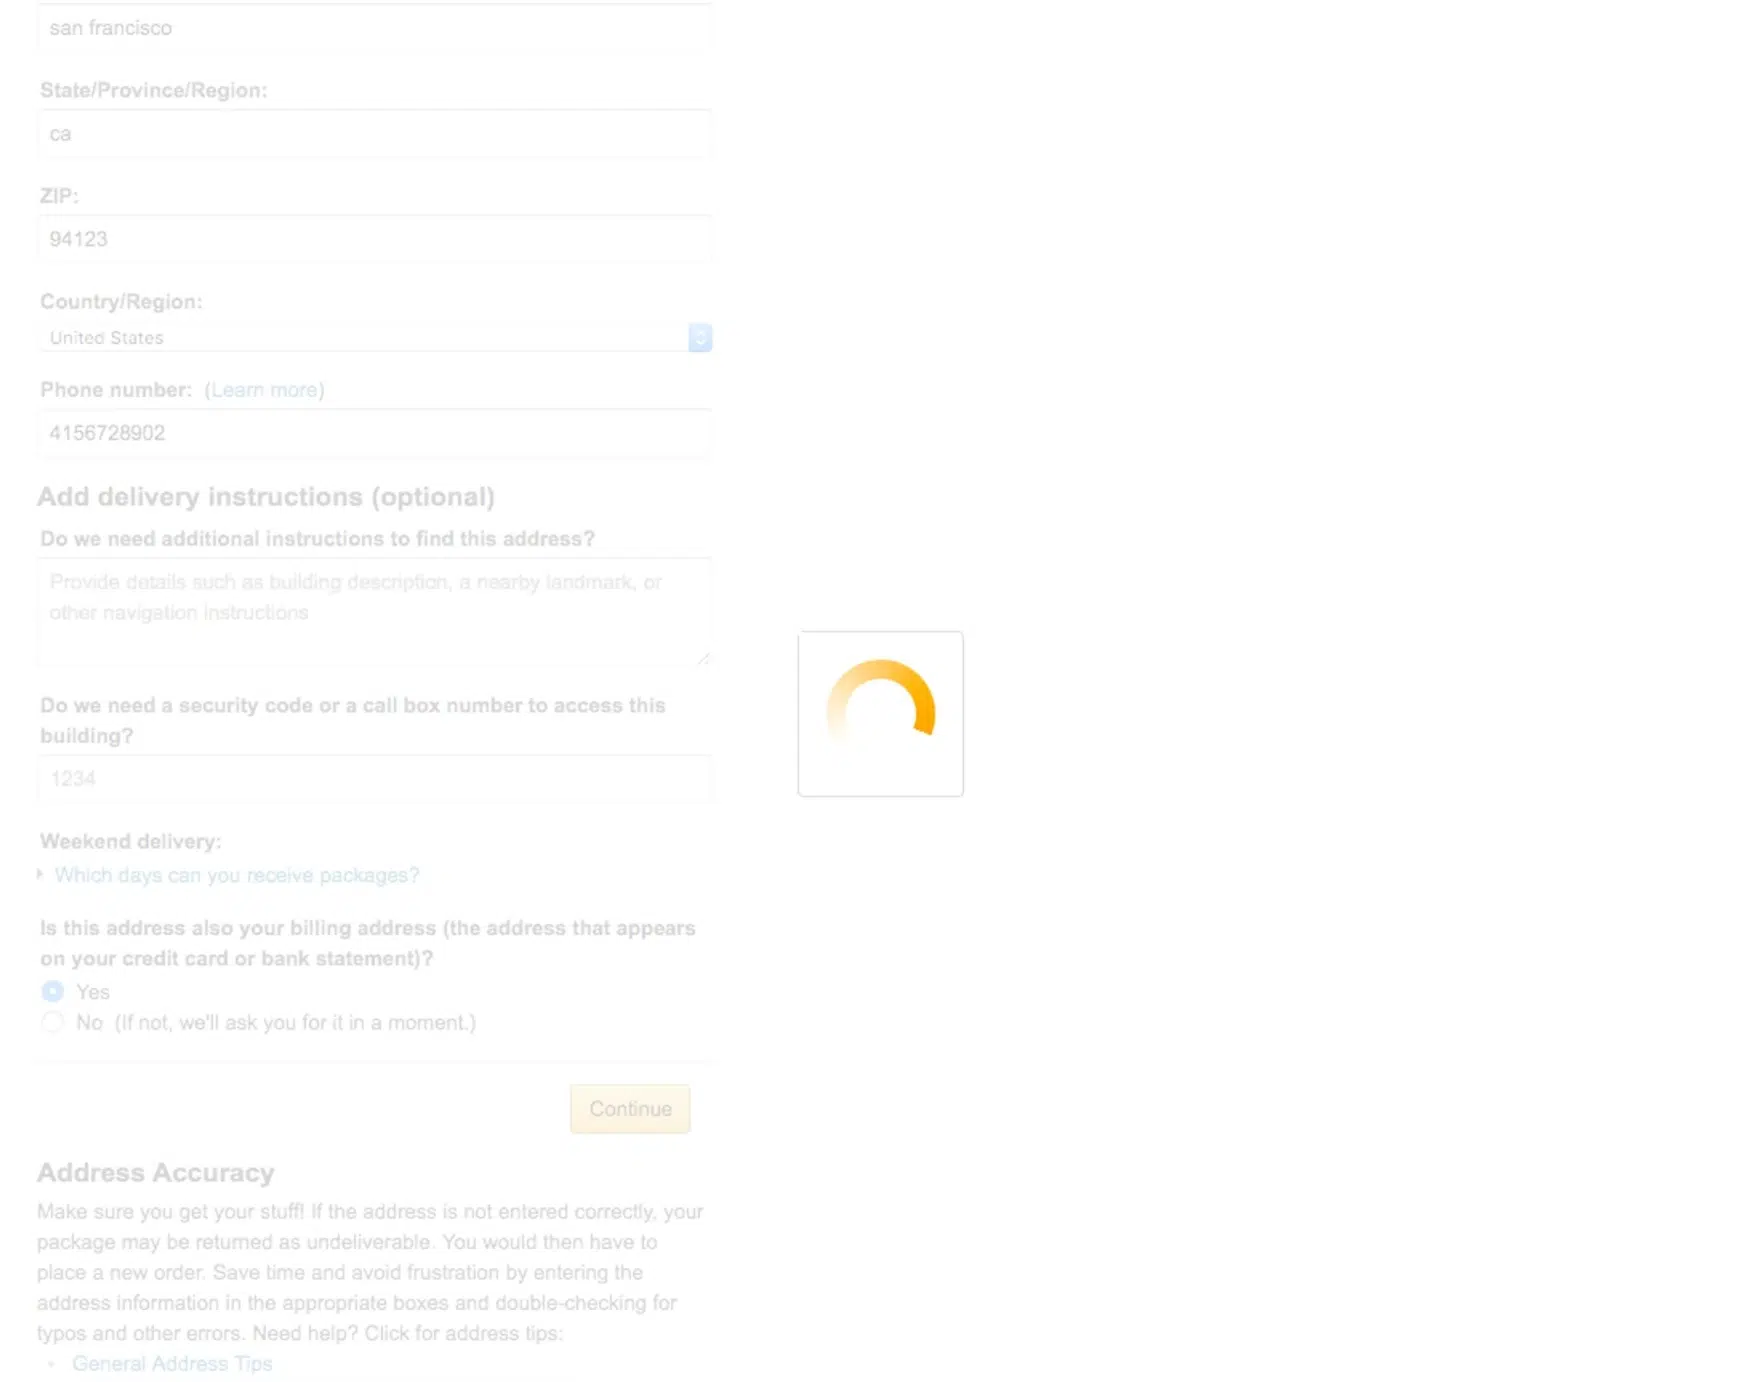 san francisco
State/Province/Region:
ca
ZIP:
94123
Country/Region:
United States
Phone number: (Learn more)
4156728902
Add delivery instructions (optional)
Do we need additional instructions to find this address?
Provide details such as building description, a nearby landmark, or
other navigation instructions
Do we need a security code or a call box number to access this
building?
1234
Weekend delivery:
Which days can you receive packages?
Is this address also your billing address (the address that appears
on your credit card or bank statement)?
Yes
No (If not, we'll ask you for it in a moment.)
Continue
Address Accuracy
Make sure you get your stuff! If the address is not entered correctly, your
package may be returned as undeliverable. You would then have to
place a new order. Save time and avoid frustration by entering the
address information in the appropriate boxes and double-checking for
typos and other errors. Need help? Click for address tips:
• General Address Tips